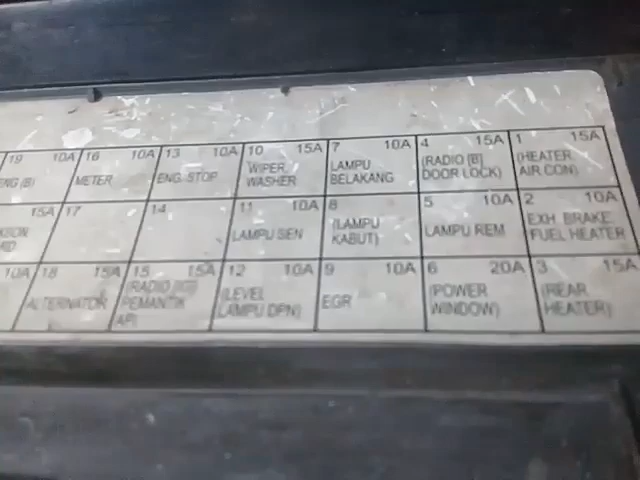 19 10A 16 10A 13 10A 10 15A 7 10A 4 15A 1 15A
ENG (B) METER ENG. STOP WIPER, LAMPU (RADIO [B] (HEATER
WASHER BELAKANG DOOR LOCK) AIR CON)
15A 17 14 11 10A 8 5 10A 2 10A
LAMPU SEN (LAMPU LAMPU REM EXH BRAKE
KABUT) FUEL HEATER
10A 18 15A 15 15A 12 10A 9 10A 6 20A 3 15A
ALTERNATOR (RADIO PEMANTIK (LEVEL EGR (POWER (REAR
API) LAMPU DPN) WINDOW) HEATER)